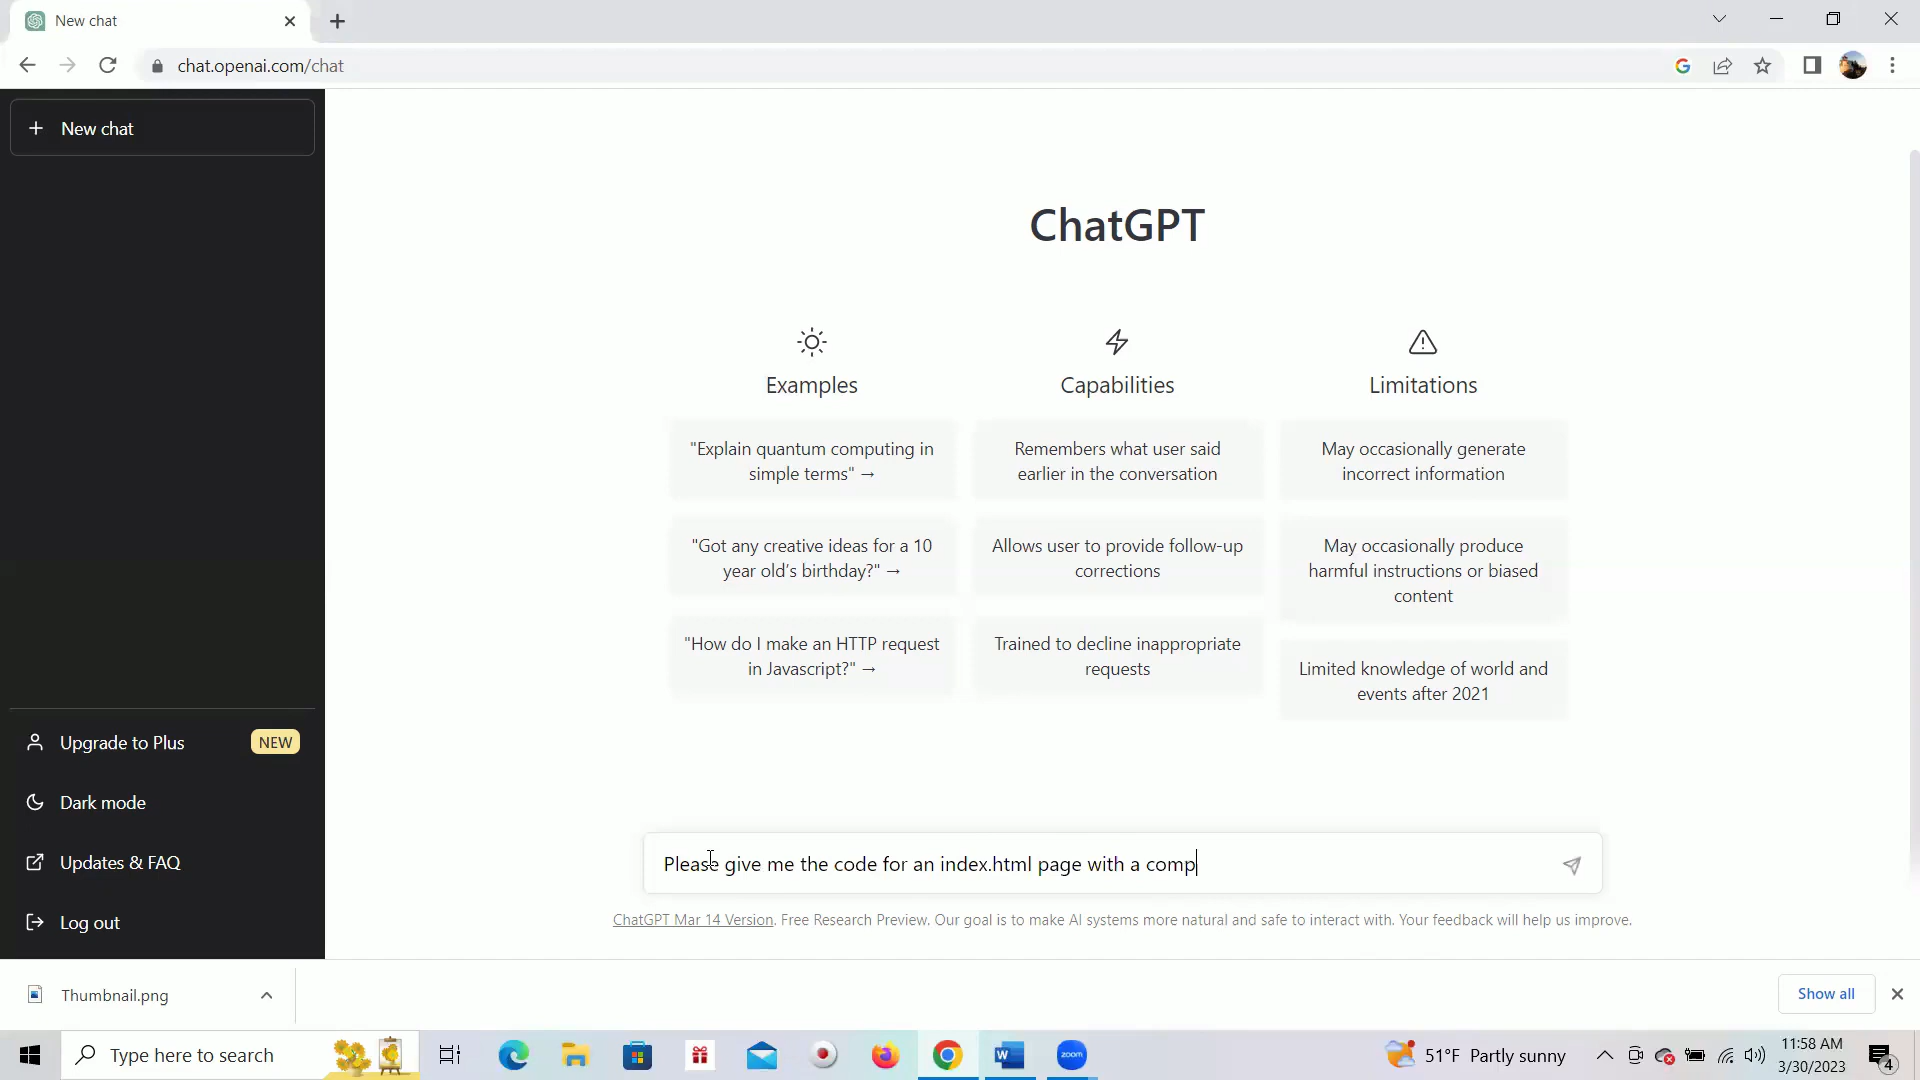 New chat
chat.openai.com/chat
New chat
ChatGPT
Examples
Capabilities
Limitations
"Explain quantum computing in
simple terms" →
Remembers what user said
earlier in the conversation
May occasionally generate
incorrect information
"Got any creative ideas for a 10
year old's birthday?" →
Allows user to provide follow-up
corrections
May occasionally produce
harmful instructions or biased
content
"How do I make an HTTP request
in Javascript?" →
Trained to decline inappropriate
requests
Limited knowledge of world and
events after 2021
Upgrade to Plus
NEW
Dark mode
Updates & FAQ
Log out
Please give me the code for an index.html page with a comp
ChatGPT Mar 14 Version. Free Research Preview. Our goal is to make AI systems more natural and safe to interact with. Your feedback will help us improve.
Thumbnail.png
Show all
Type here to search
W
zoom
51°F Partly sunny
11:58 AM
3/30/2023
4